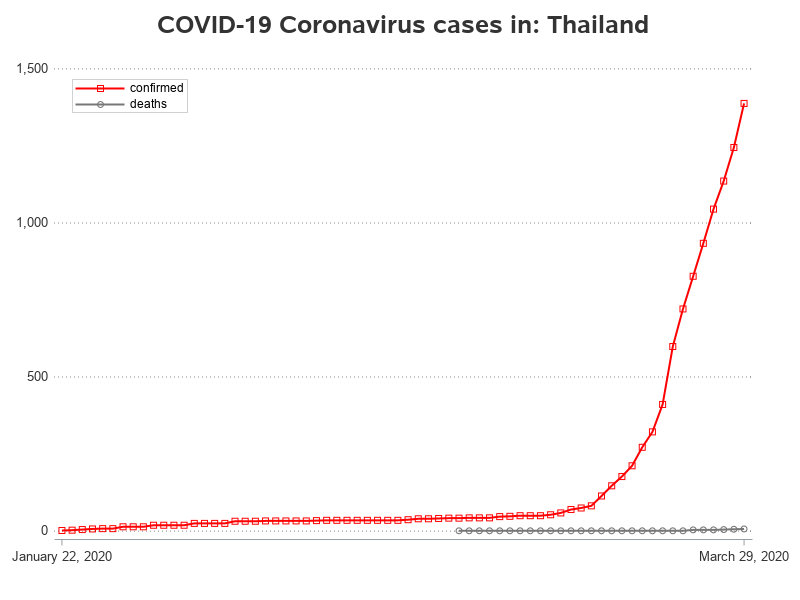 COVID-19 Coronavirus cases in: Thailand
1,500
confirmed
deaths
1,000
500
0
January 22, 2020
March 29, 2020